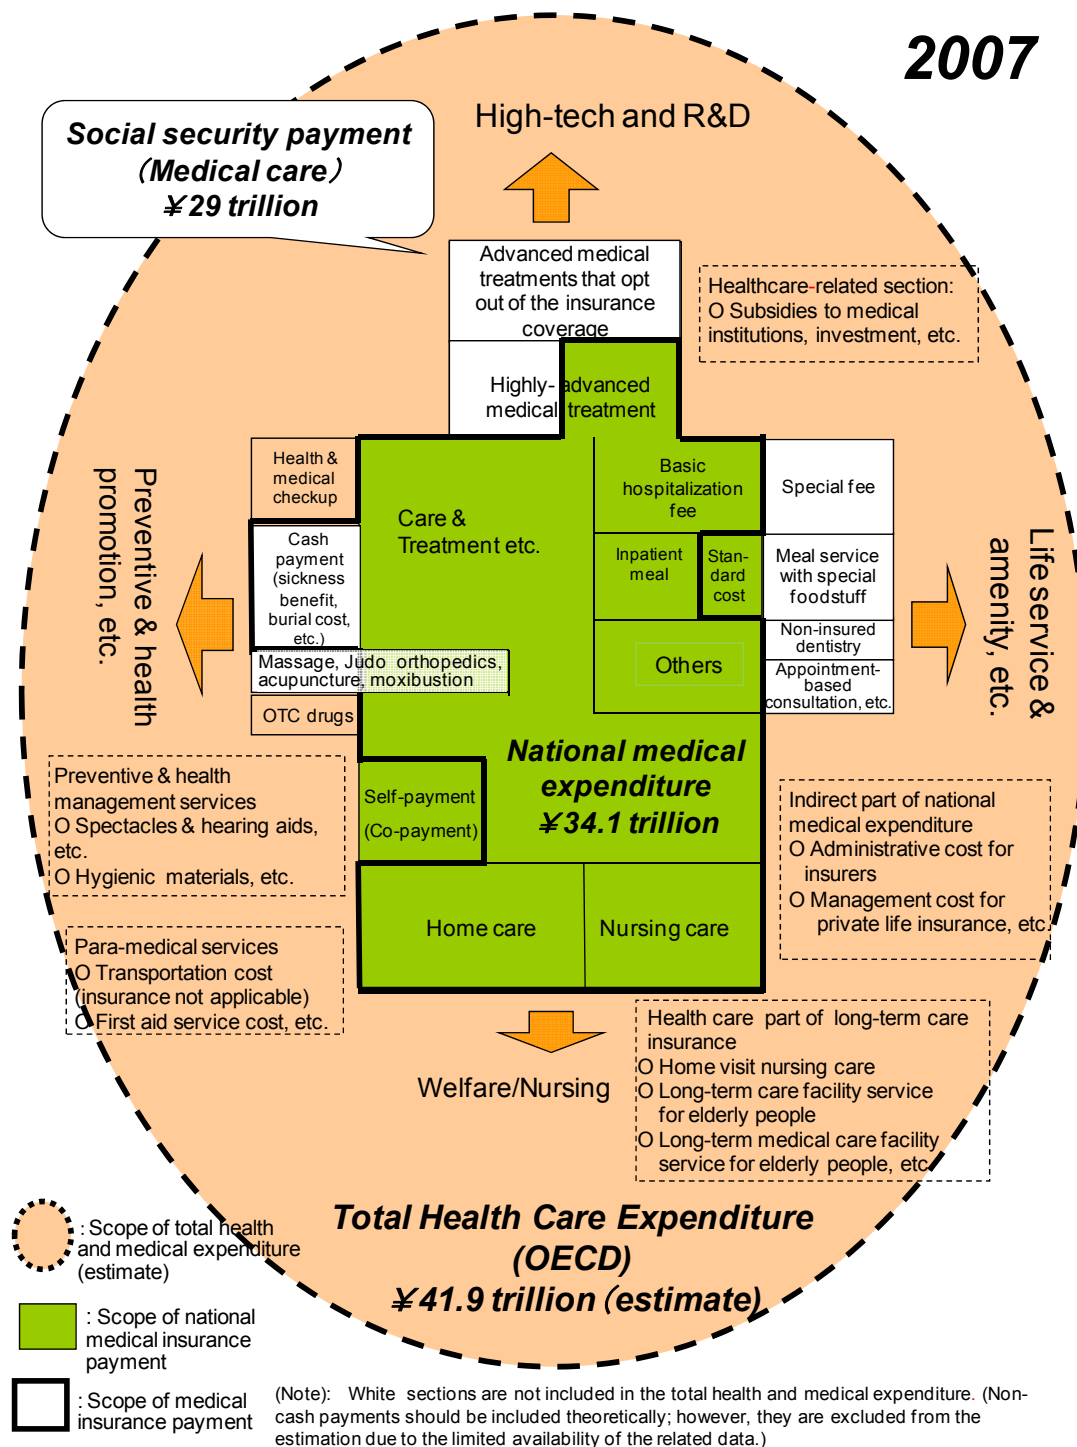 2007
High-tech and R&D
Social security payment
(Medical care)
¥29 trillion
Advanced medical
treatments that opt
out of the insurance
coverage
Healthcare-related section:
O Subsidies to medical
institutions, investment, etc.
Highly-advanced
medical treatment
Health &
medical
checkup
Care &
Treatment etc.
Basic
hospitalization
fee
Special fee
Preventive & health
promotion, etc.
Cash
payment
(sickness
benefit,
burial cost,
etc.)
Inpatient
meal
Stan-
dard
cost
Meal service
with special
foodstuff
Life service &
amenity, etc.
Non-insured
dentistry
Massage, Judo orthopedics,
acupuncture, moxibustion
Others
Appointment-
based
consultation, etc.
OTC drugs
National medical
expenditure
¥34.1 trillion
Preventive & health
management services
O Spectacles & hearing aids,
etc.
O Hygienic materials, etc.
Self-payment
(Co-payment)
Indirect part of national
medical expenditure
O Administrative cost for
insurers
O Management cost for
private life insurance, etc
Home care
Nursing care
Para-medical services
O Transportation cost
(insurance not applicable)
O First aid service cost, etc.
Welfare/Nursing
Health care part of long-term care
insurance
O Home visit nursing care
O Long-term care facility service
for elderly people
O Long-term medical care facility
service for elderly people, etc
Total Health Care Expenditure
(OECD)
¥41.9 trillion (estimate)
: Scope of total health
and medical expenditure
(estimate)
: Scope of national
medical insurance
payment
: Scope of medical
insurance payment
(Note): White sections are not included in the total health and medical expenditure. (Non-
cash payments should be included theoretically; however, they are excluded from the
estimation due to the limited availability of the related data.)